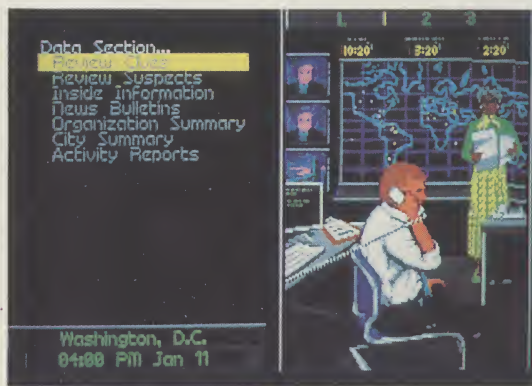 Data Section...
Review Clues
Review Suspects
Inside Information
News Bulletins
Organization Summary
City Summary
Activity Reports
Washington, D.C.
04:00 PM Jan 11
L 1 2 3
10:20 3:20 2:20